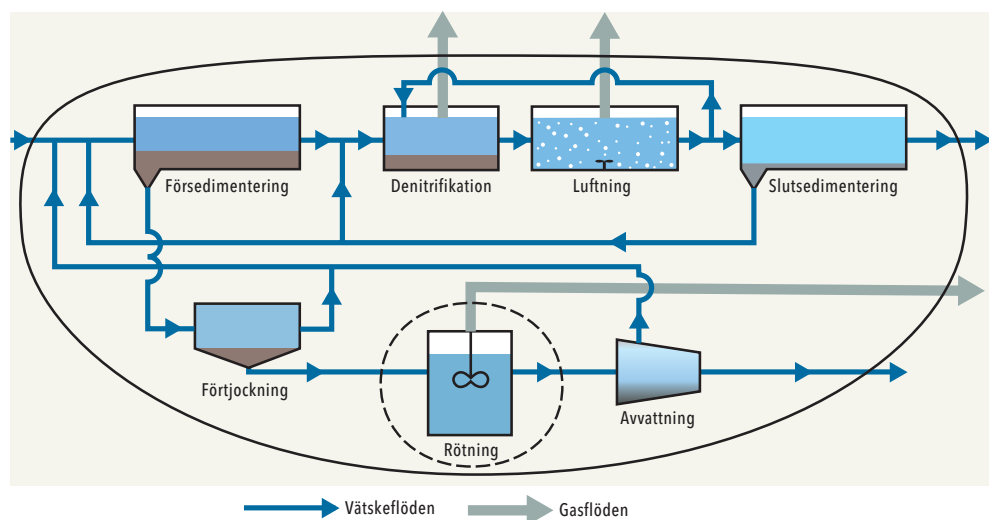 Försedimentering
Denitrifikation
Luftning
Slutsedimentering
Förtjockning
Rötning
Avvattning
Vätskeflöden
Gasflöden